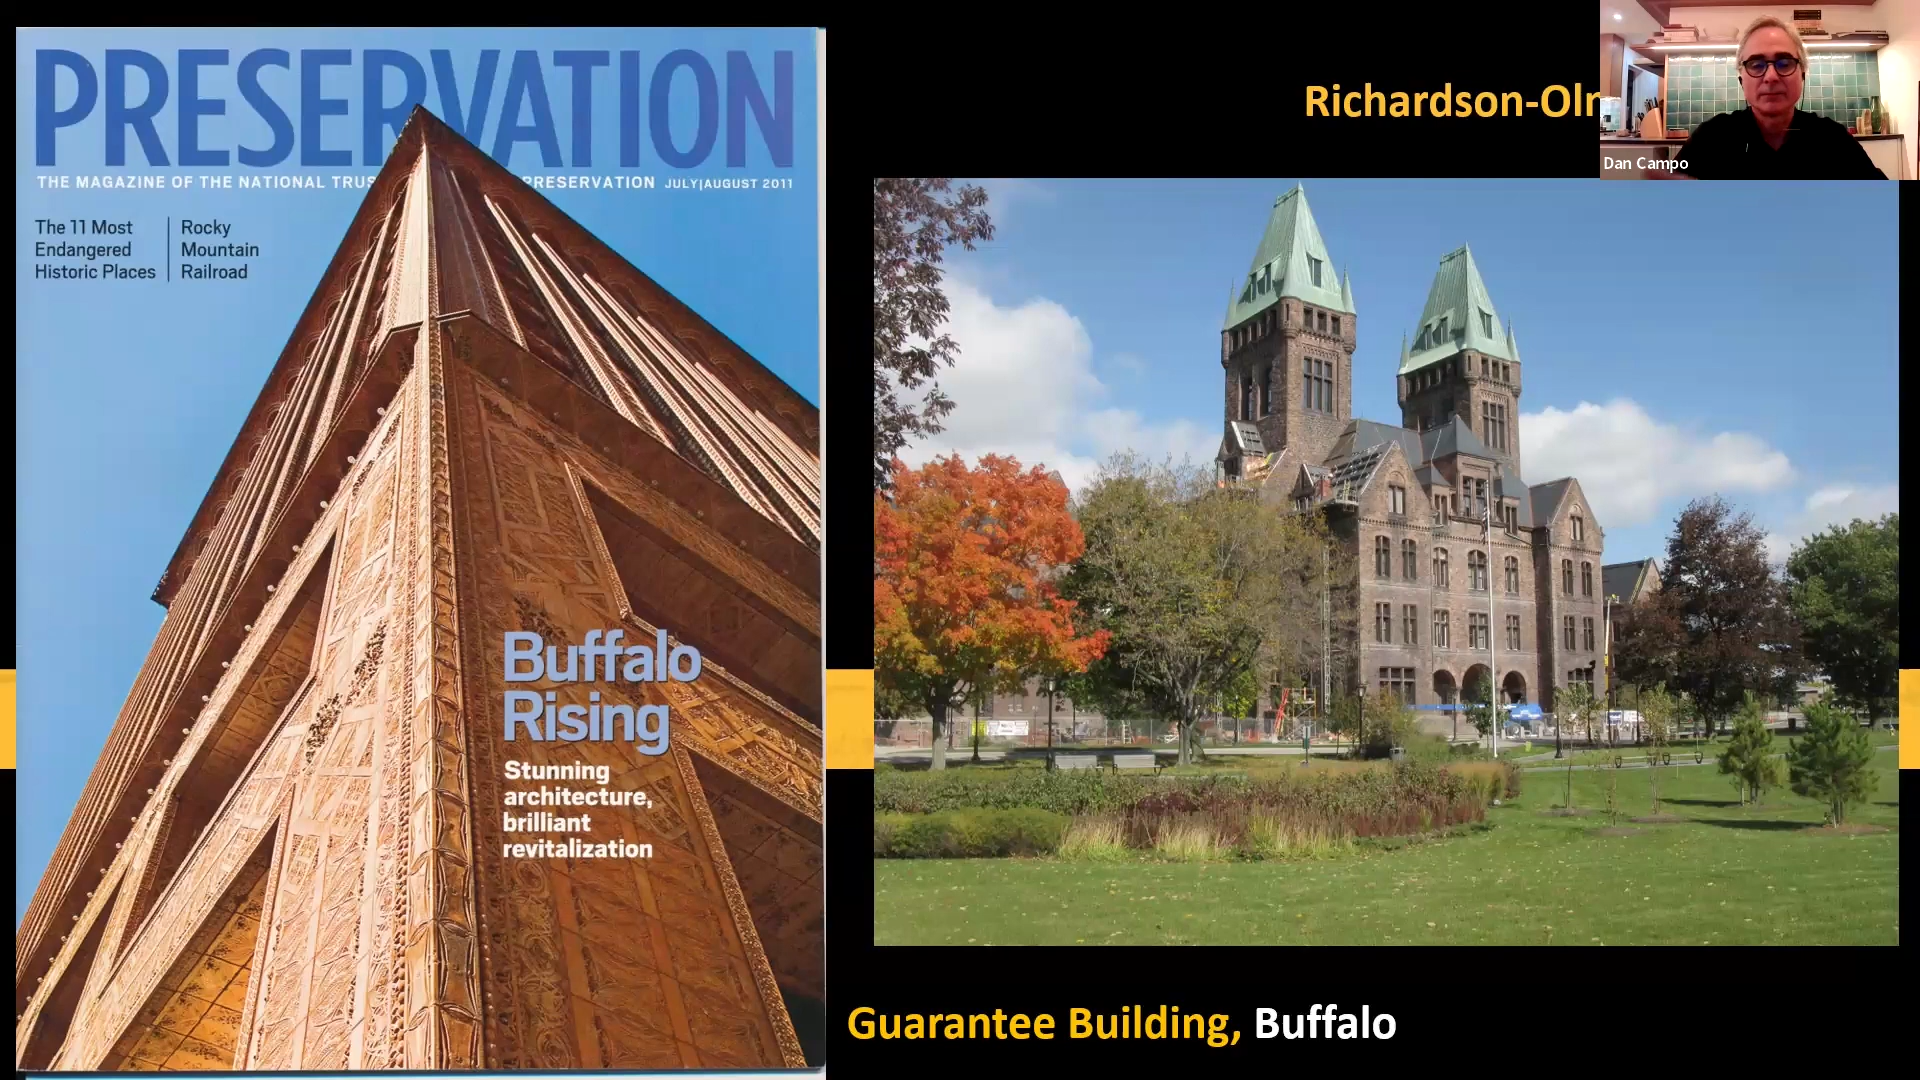 PRESERVATION
THE MAGAZINE OF THE NATIONAL TRUS PRESERVATION JULY|AUGUST 2011
The 11 Most
Endangered
Historic Places
Rocky
Mountain
Railroad
Buffalo
Rising
Stunning
architecture,
brilliant
revitalization
Richardson-Ol
Dan Campo
Guarantee Building, Buffalo